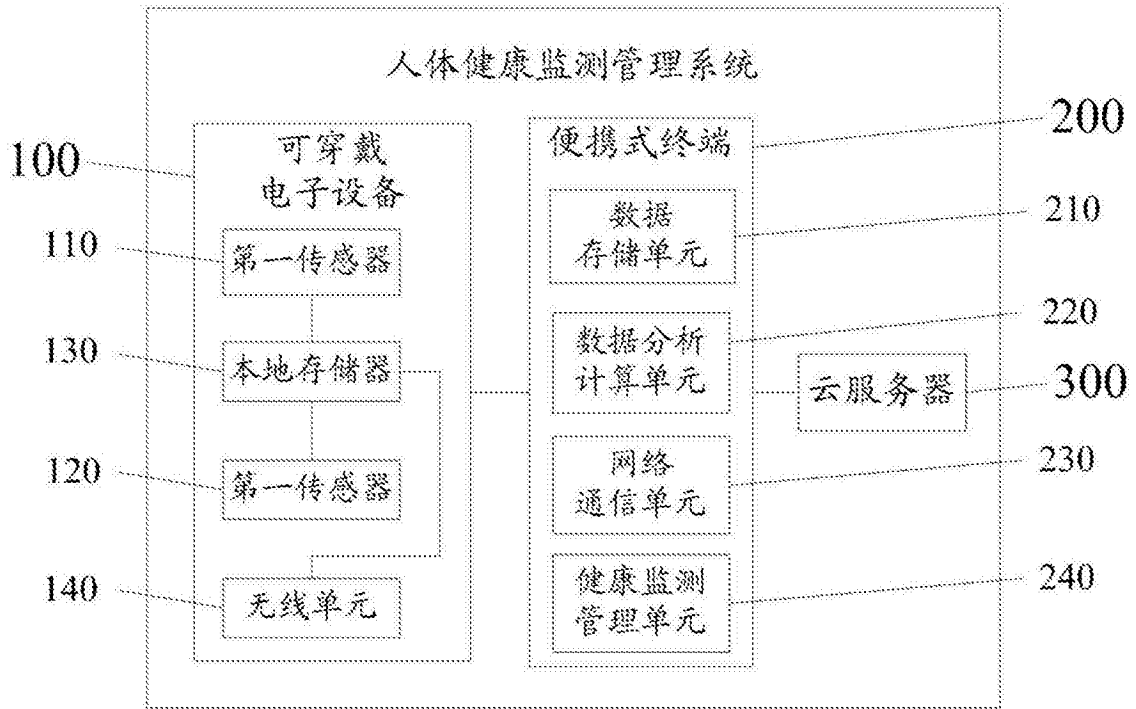 人体健康监测管理系统
100
可穿戴
电子设备
110
第一传感器
130
本地存储器
120
第一传感器
140
无线单元
200
便携式终端
210
数据
存储单元
220
数据分析
计算单元
230
网络
通信单元
240
健康监测
管理单元
云服务器
300